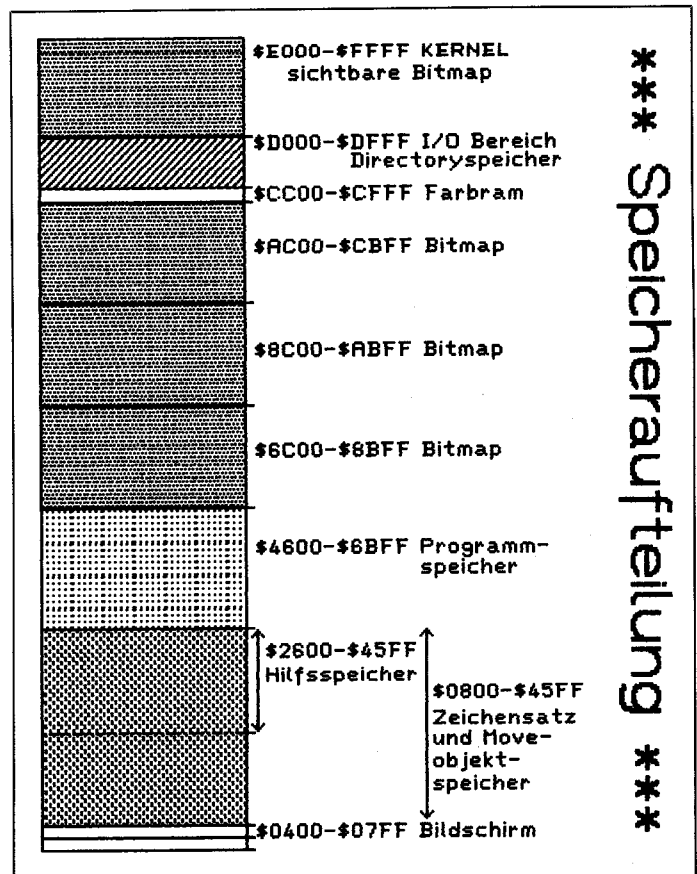 *** Speicheraufteilung ***
$E000-$FFFF KERNEL
sichtbare Bitmap
$D000-$DFFF I/O Bereich
Directoryspeicher
$CC00-$CFFF Farbram
$AC00-$CBFF Bitmap
$8C00-$ABFF Bitmap
$6C00-$8BFF Bitmap
$4600-$6BFF Programm-
speicher
$2600-$45FF
Hilfsspeicher
$0800-$45FF
Zeichensatz
und Move-
objekt-
speicher
$0400-$07FF Bildschirm